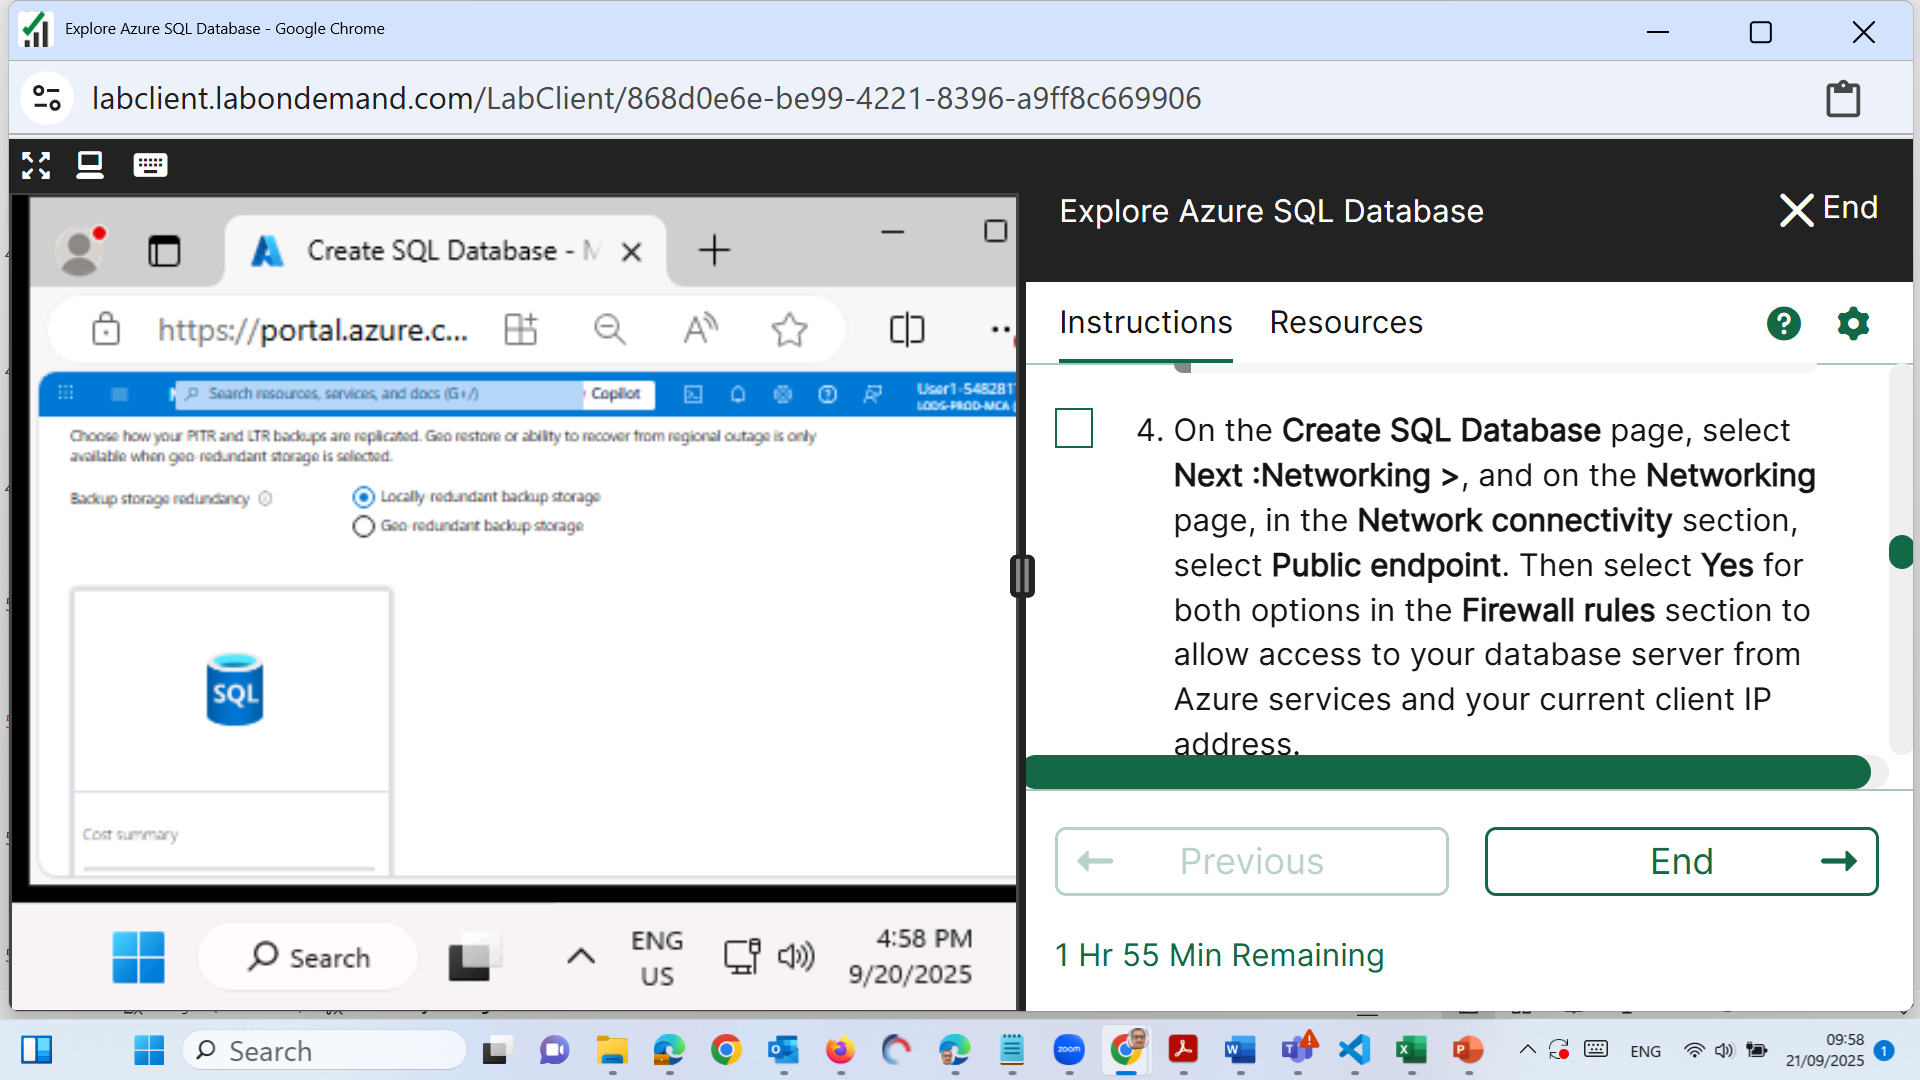 Explore Azure SQL Database - Google Chrome
labclient.labondemand.com/LabClient/868d0e6e-be99-4221-8396-a9ff8c669906
Create SQL Database - M
https://portal.azure.c...
Search resources, services, and docs (G+/)
Copilot
User1-5482811
LODS-PROD-MCA (
Choose how your PITR and LTR backups are replicated. Geo restore or ability to recover from regional outage is only
available when geo-redundant storage is selected.
Backup storage redundancy
Locally-redundant backup storage
Geo-redundant backup storage
SQL
Cost summary
Search
ENG
US
4:58 PM
9/20/2025
Explore Azure SQL Database
End
Instructions
Resources
4. On the Create SQL Database page, select
Next :Networking >, and on the Networking
page, in the Network connectivity section,
select Public endpoint. Then select Yes for
both options in the Firewall rules section to
allow access to your database server from
Azure services and your current client IP
address.
Previous
End
1 Hr 55 Min Remaining
Search
zoom
ENG
09:58
21/09/2025
1